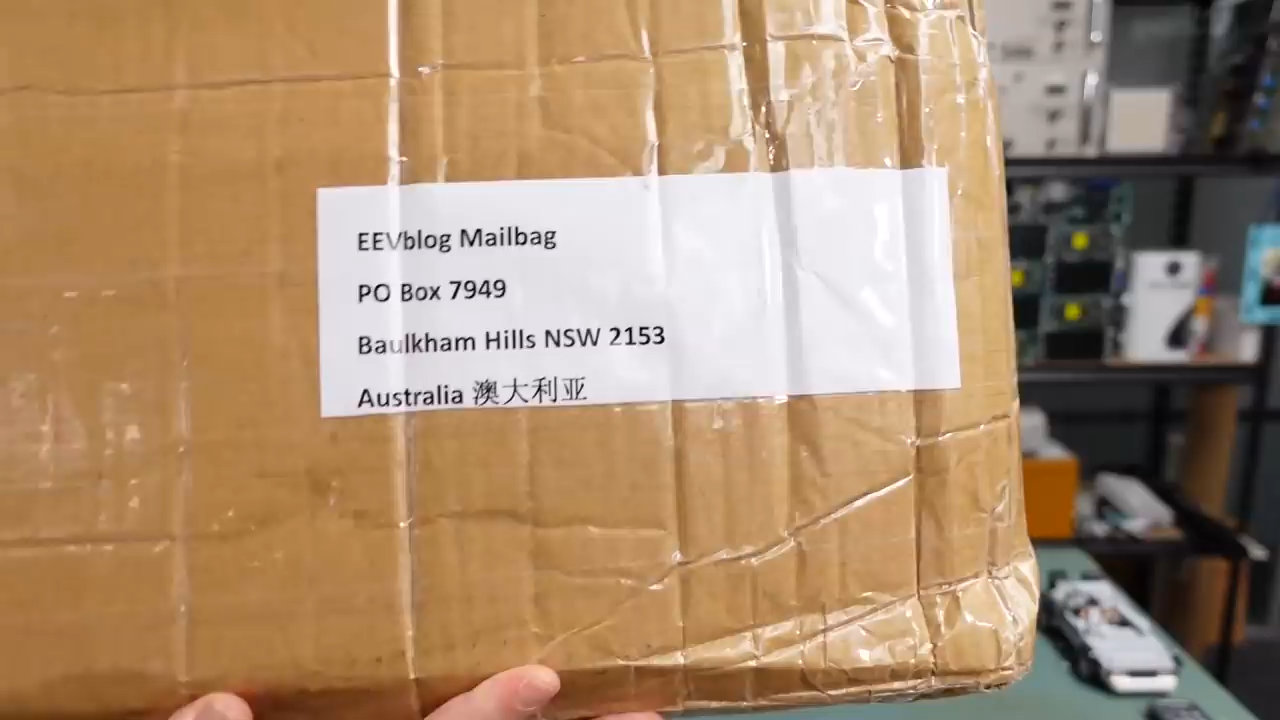 EEVblog Mailbag
PO Box 7949
Baulkham Hills NSW 2153
Australia 澳大利亚